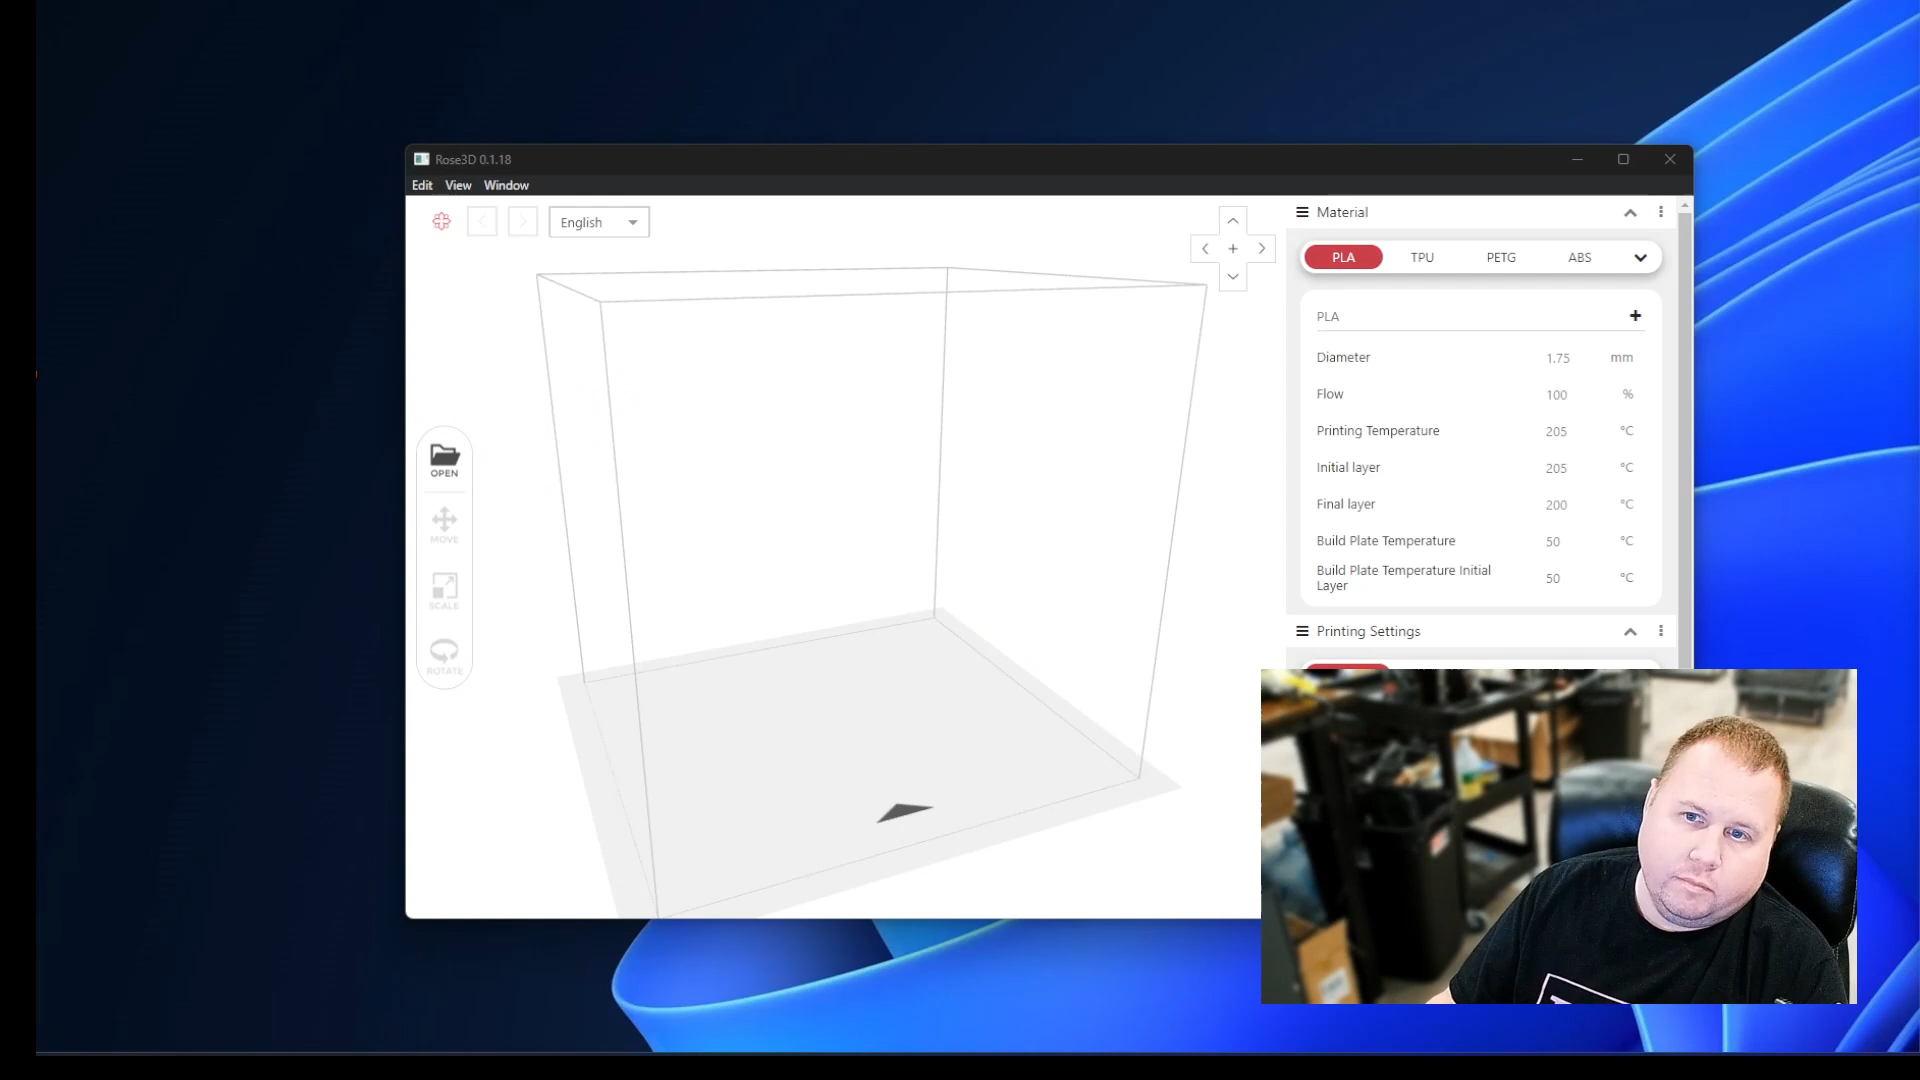 Rose3D 0.1.18
Edit View Window
English
OPEN
MOVE
SCALE
ROTATE
Material
PLA TPU PETG ABS
PLA
Diameter 1.75 mm
Flow 100 %
Printing Temperature 205 °C
Initial layer 205 °C
Final layer 200 °C
Build Plate Temperature 50 °C
Build Plate Temperature Initial
Layer 50 °C
Printing Settings